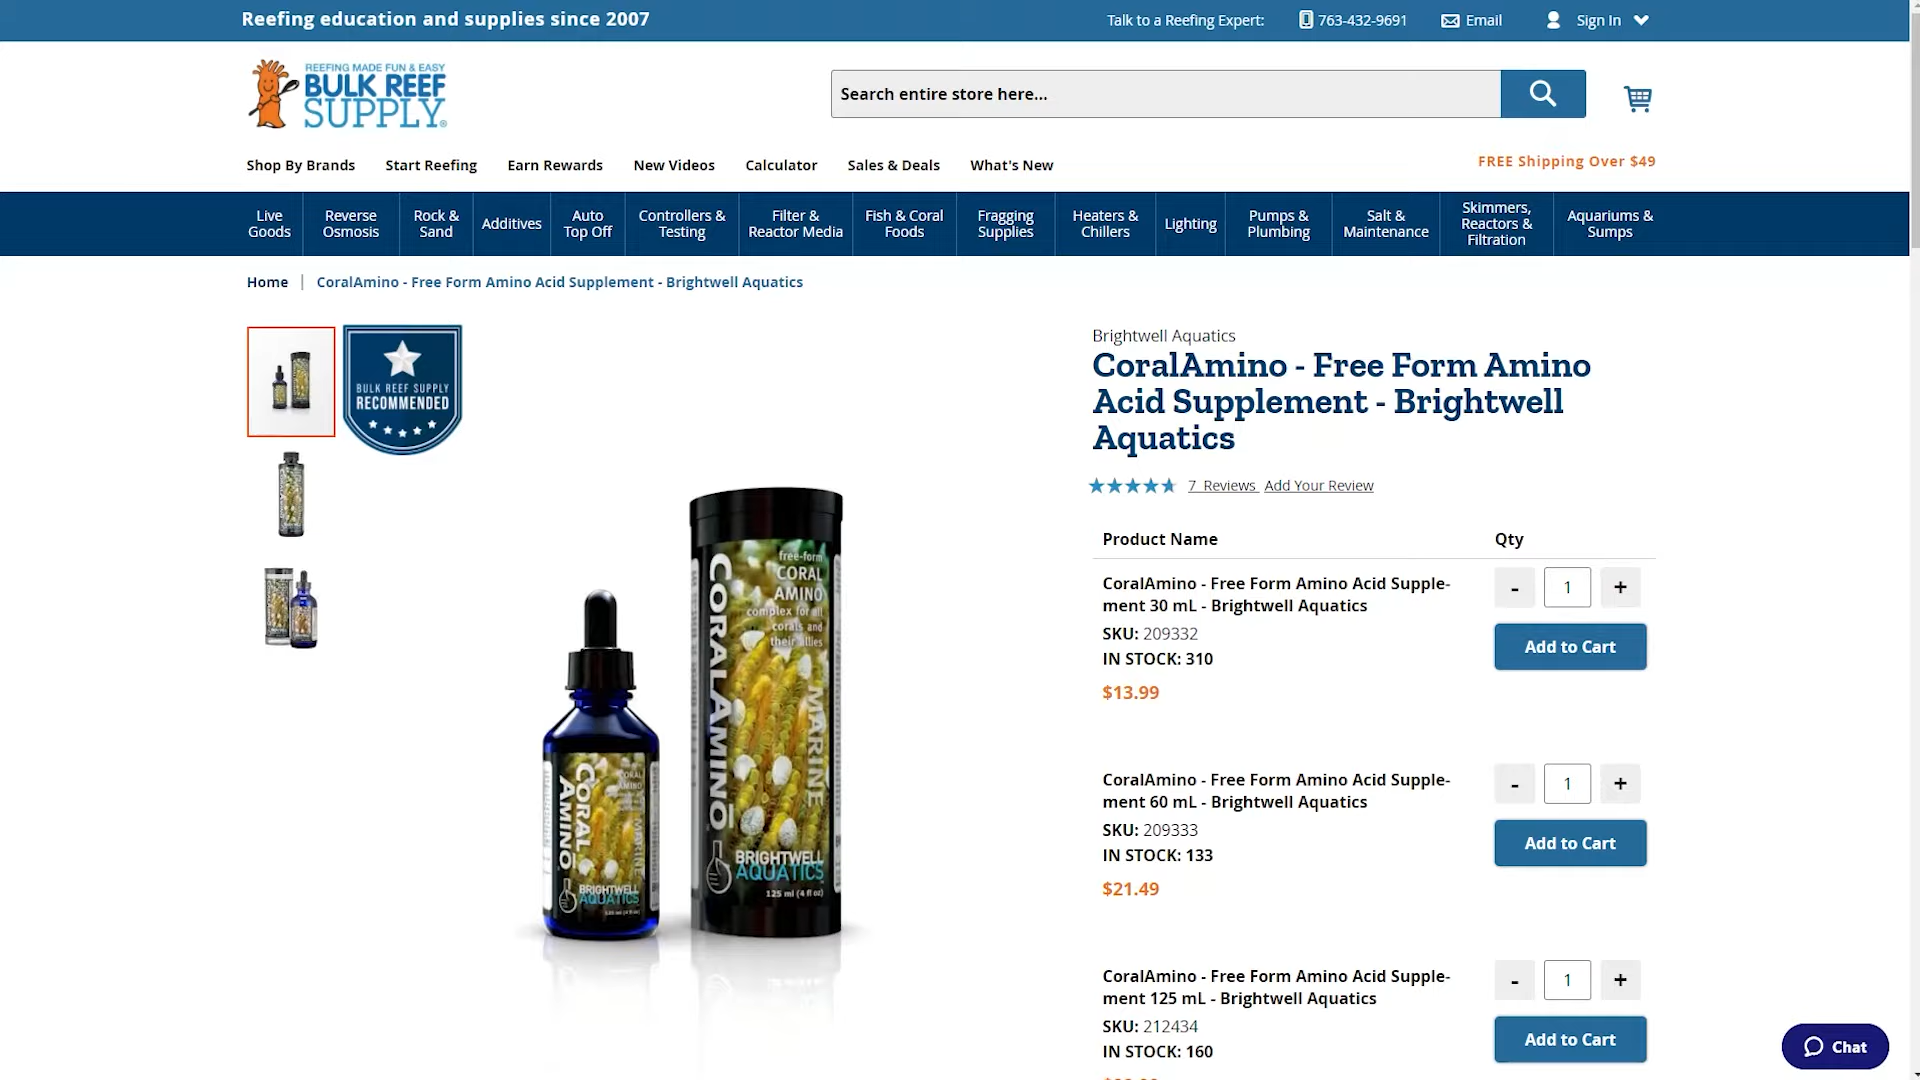 Reefing education and supplies since 2007
Talk to a Reefing Expert: 763-432-9691 Email Sign In
REEFING MADE FUN & EASY
BULK REEF
SUPPLY®
Search entire store here...
Shop By Brands Start Reefing Earn Rewards New Videos Calculator Sales & Deals What's New
FREE Shipping Over $49
Live Goods
Reverse Osmosis
Rock & Sand
Additives
Auto Top Off
Controllers & Testing
Filter & Reactor Media
Fish & Coral Foods
Fragging Supplies
Heaters & Chillers
Lighting
Pumps & Plumbing
Salt & Maintenance
Skimmers, Reactors & Filtration
Aquariums & Sumps
Home | CoralAmino - Free Form Amino Acid Supplement - Brightwell Aquatics
BULK REEF SUPPLY
RECOMMENDED
free-form
CORAL
AMINO
complex for all
corals and
their allies
CORALAMINO
MARINE
BRIGHTWELL
AQUATICS
125 ml (4 fl oz)
CORAL
AMINO
MARINE
BRIGHTWELL
AQUATICS
Brightwell Aquatics
CoralAmino - Free Form Amino
Acid Supplement - Brightwell
Aquatics
7 Reviews Add Your Review
Product Name Qty
CoralAmino - Free Form Amino Acid Supple-
ment 30 mL - Brightwell Aquatics
SKU: 209332
IN STOCK: 310
$13.99
- 1 +
Add to Cart
CoralAmino - Free Form Amino Acid Supple-
ment 60 mL - Brightwell Aquatics
SKU: 209333
IN STOCK: 133
$21.49
- 1 +
Add to Cart
CoralAmino - Free Form Amino Acid Supple-
ment 125 mL - Brightwell Aquatics
SKU: 212434
IN STOCK: 160
- 1 +
Add to Cart
Chat